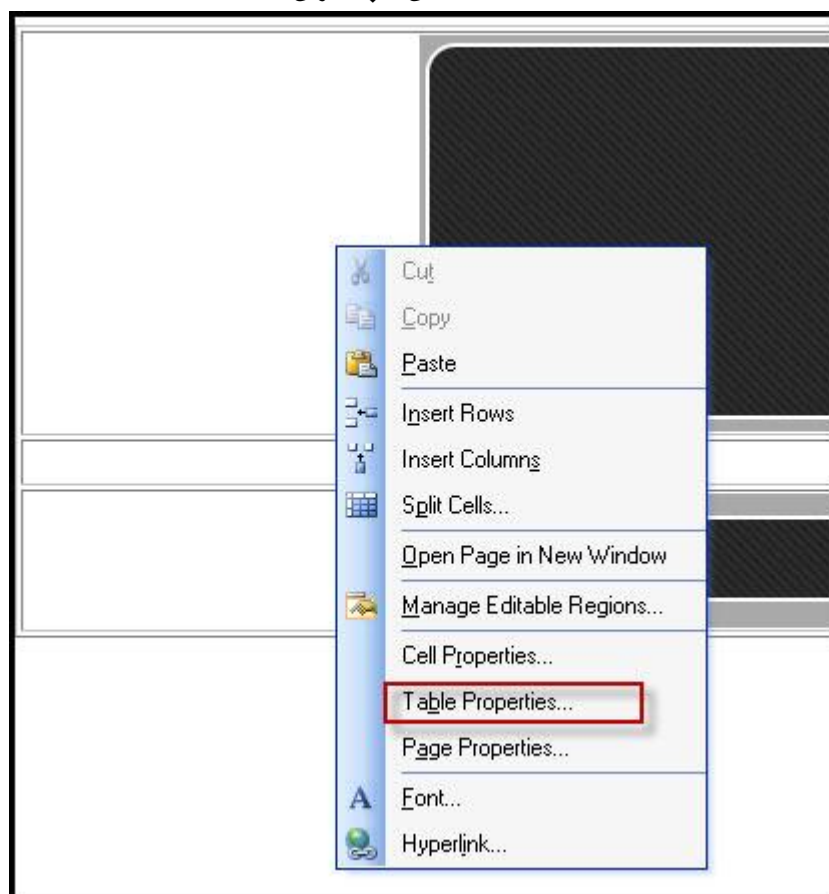 Cut
Copy
Paste
Insert Rows
Insert Columns
Split Cells...
Open Page in New Window
Manage Editable Regions...
Cell Properties...
Table Properties...
Page Properties...
Font...
Hyperlink...